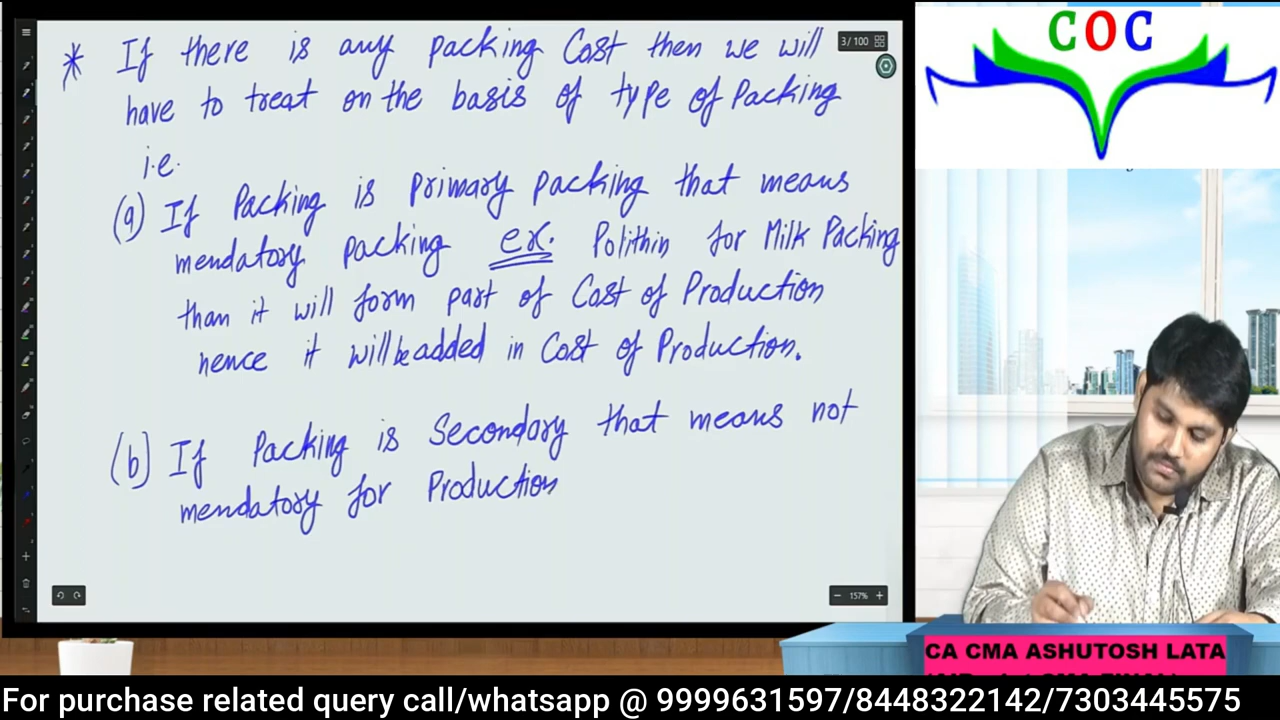 * If there is any packing Cost then we will
have to treat on the basis of type of Packing
i.e.
(a) If Packing is primary packing that means
mendatory packing ex. Polithin for Milk Packing
than it will form part of Cost of Production
hence it will be added in Cost of Production.
(b) If Packing is Secondary that means not
mendatory for Production
3/100
157%
COC
CA CMA ASHUTOSH LATA
For purchase related query call/whatsapp @ 9999631597/8448322142/7303445575